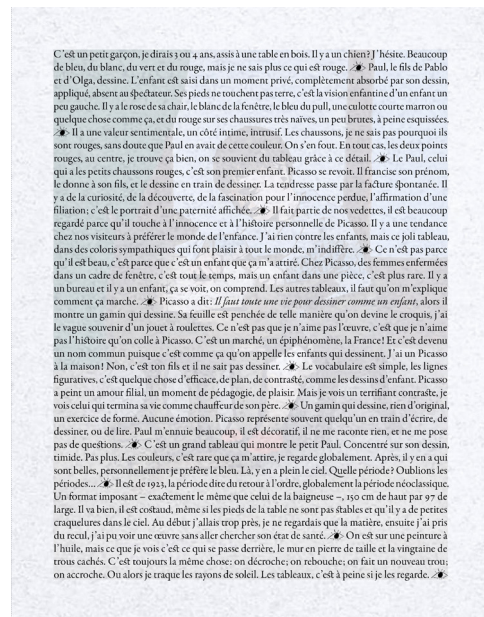 C'est un petit garçon, je dirais 3 ou 4 ans, assis à une table en bois. Il y a un chien? J'hésite. Beaucoup
de bleu, du blanc, du vert et du rouge, mais je ne sais plus ce qui est rouge. Paul, le fils de Pablo
et d'Olga, dessine. L'enfant est saisi dans un moment privé, complètement absorbé par son dessin,
appliqué, absent au spectateur. Ses pieds ne touchent pas terre, c'est la vision enfantine d'un enfant un
peu gauche. Il y a le rose de sa chair, le blanc de la fenêtre, le bleu du pull, une culotte courte marron ou
quelque chose comme ça, et du rouge sur ses chaussures très naïves, un peu brutes, à peine esquissées.
Il a une valeur sentimentale, un côté intime, intrusif. Les chaussons, je ne sais pas pourquoi ils
sont rouges, sans doute que Paul en avait de cette couleur. On s'en fout. En tout cas, les deux points
rouges, au centre, je trouve ça bien, on se souvient du tableau grâce à ce détail. Le Paul, celui
qui a les petits chaussons rouges, c'est son premier enfant. Picasso se revoit. Il francise son prénom,
le donne à son fils, et le dessine en train de dessiner. La tendresse passe par la facture spontanée. Il
y a de la curiosité, de la découverte, de la fascination pour l'innocence perdue, l'affirmation d'une
filiation; c'est le portrait d'une paternité affichée. Il fait partie de nos vedettes, il est beaucoup
regardé parce qu'il touche à l'innocence et à l'histoire personnelle de Picasso. Il y a une tendance
chez nos visiteurs à préférer le monde de l'enfance. J'ai rien contre les enfants, mais ce joli tableau,
dans des coloris sympathiques qui font plaisir à tout le monde, m'indiffère. Ce n'est pas parce
qu'il est beau, c'est parce que c'est un enfant que ça m'a attiré. Chez Picasso, des femmes enfermées
dans un cadre de fenêtre, c'est tout le temps, mais un enfant dans une pièce, c'est plus rare. Il y a
un bureau et il y a un enfant, ça se voit, on comprend. Les autres tableaux, il faut qu'on m'explique
comment ça marche. Picasso a dit: Il faut toute une vie pour dessiner comme un enfant, alors il
montre un gamin qui dessine. Sa feuille est penchée de telle manière qu'on devine le croquis, j'ai
le vague souvenir d'un jouet à roulettes. Ce n'est pas que je n'aime pas l'œuvre, c'est que je n'aime
pas l'histoire qu'on colle à Picasso. C'est un marché, un épiphénomène, la France! Et c'est devenu
un nom commun puisque c'est comme ça qu'on appelle les enfants qui dessinent. J'ai un Picasso
à la maison! Non, c'est ton fils et il ne sait pas dessiner. Le vocabulaire est simple, les lignes
figuratives, c'est quelque chose d'efficace, de plan, de contrasté, comme les dessins d'enfant. Picasso
a peint un amour filial, un moment de pédagogie, de plaisir. Mais je vois un terrifiant contraste, je
vois celui qui termina sa vie comme chauffeur de son père. Un gamin qui dessine, rien d'original,
un exercice de forme. Aucune émotion. Picasso représente souvent quelqu'un en train d'écrire, de
dessiner, ou de lire. Paul m'ennuie beaucoup, il est décoratif, il ne me raconte rien, et ne me pose
pas de questions. C'est un grand tableau qui montre le petit Paul. Concentré sur son dessin,
timide. Pas plus. Les couleurs, c'est rare que ça m'attire, je regarde globalement. Après, il y en a qui
sont belles, personnellement je préfère le bleu. Là, y en a plein le ciel. Quelle période? Oublions les
périodes... Il est de 1923, la période dite du retour à l'ordre, globalement la période néoclassique.
Un format imposant – exactement le même que celui de la baigneuse –, 130 cm de haut par 97 de
large. Il va bien, il est costaud, même si les pieds de la table ne sont pas stables et qu'il y a de petites
craquelures dans le ciel. Au début j'allais trop près, je ne regardais que la matière, ensuite j'ai pris
du recul, j'ai pu voir une œuvre sans aller chercher son état de santé. On est sur une peinture à
l'huile, mais ce que je vois c'est ce qui se passe derrière, le mur en pierre de taille et la vingtaine de
trous cachés. C'est toujours la même chose: on décroche; on rebouche; on fait un nouveau trou;
on accroche. Ou alors je traque les rayons de soleil. Les tableaux, c'est à peine si je les regarde.